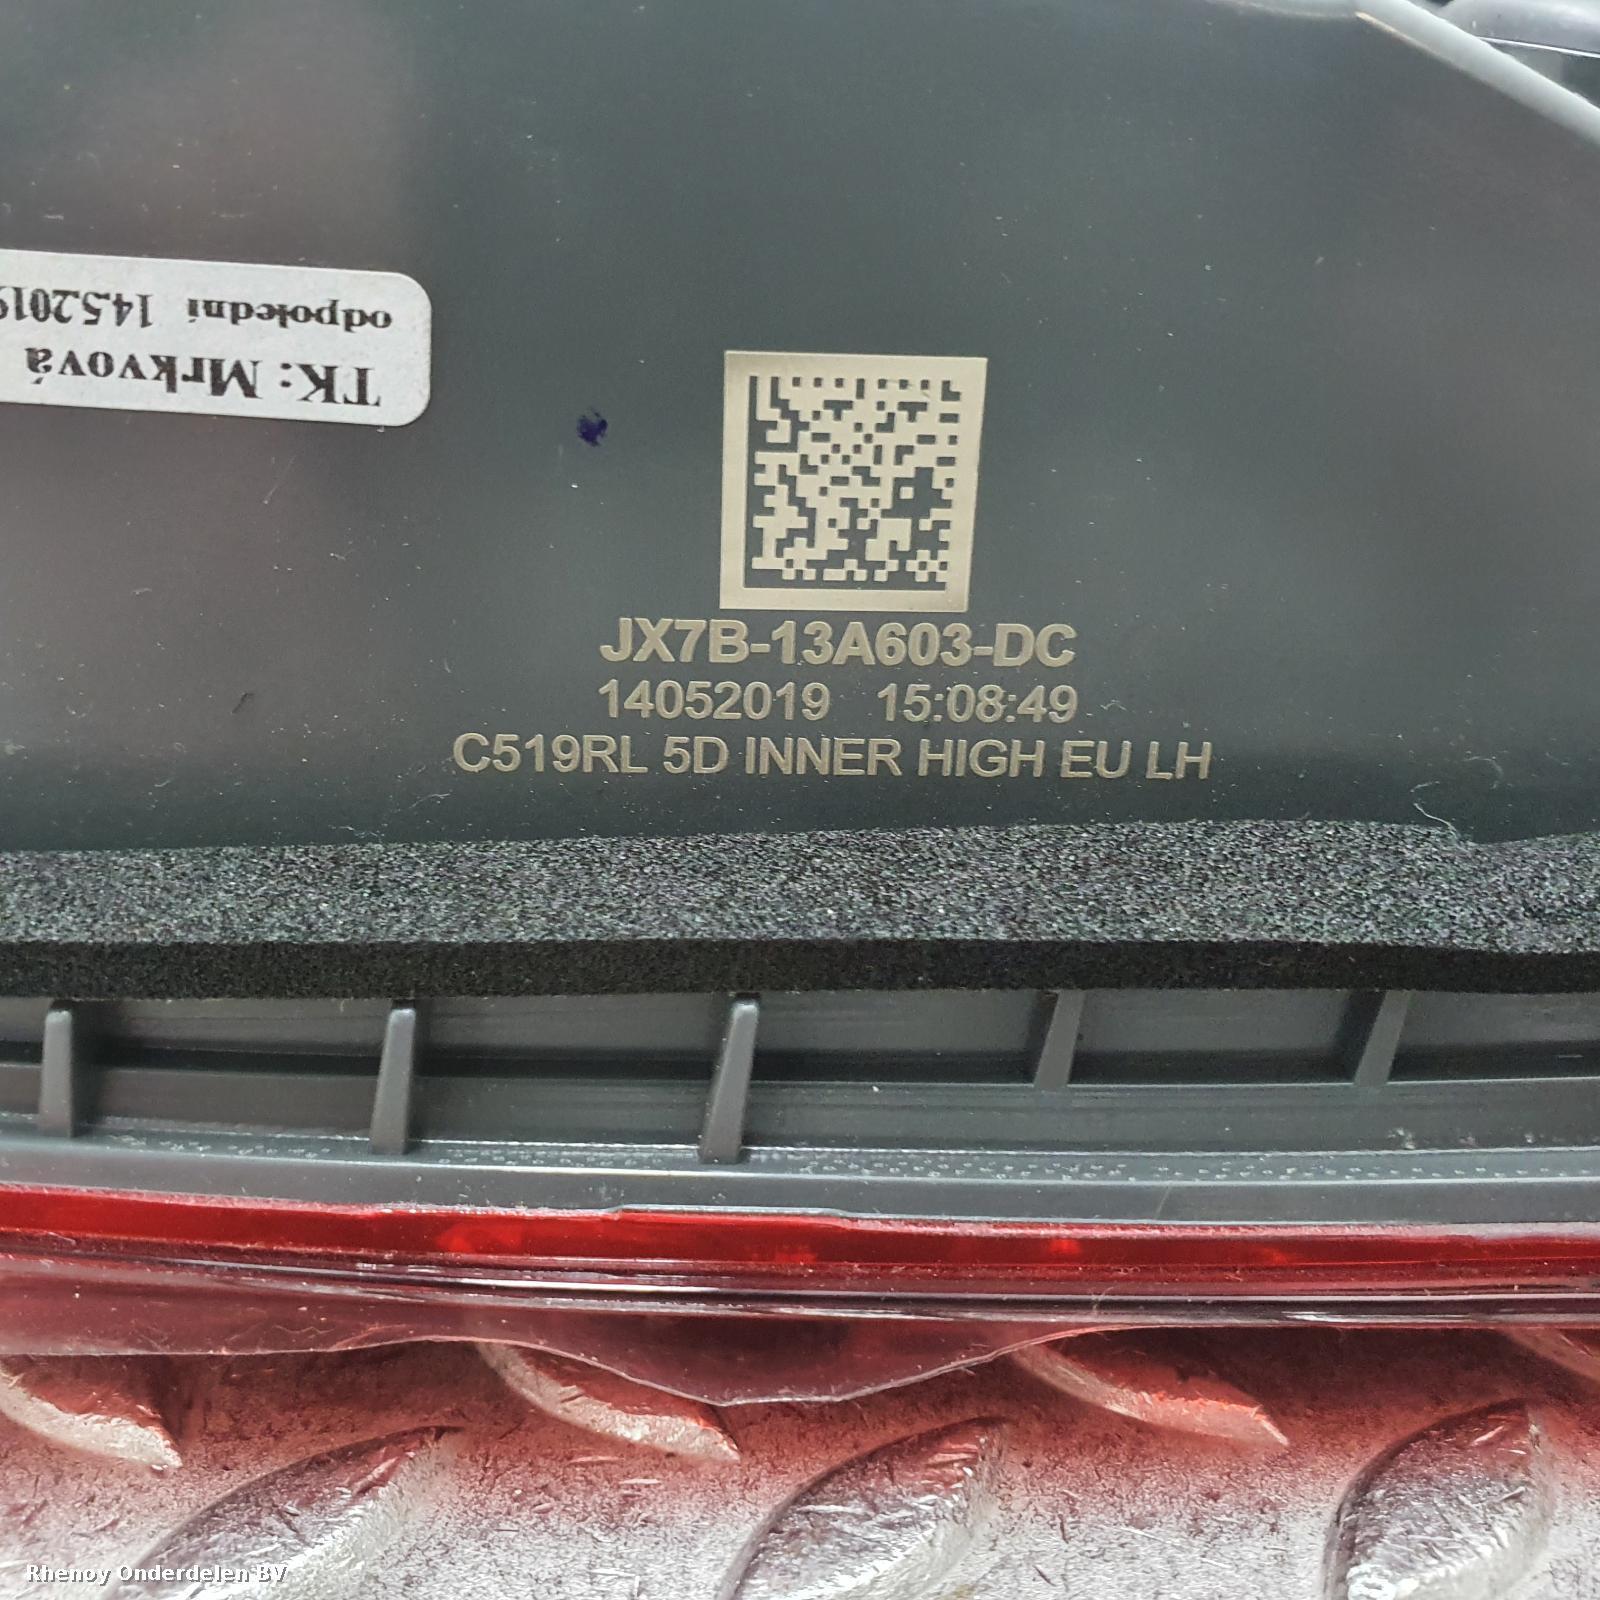 TK: Mrkvová
odpolední 14.5.2019
JX7B-13A603-DC
14052019 15:08:49
C519RL 5D INNER HIGH EU LH
Rhenoy Onderdelen BV